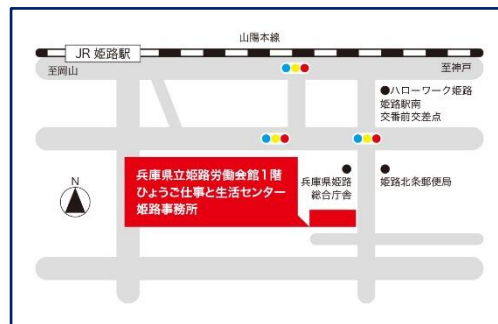 山陽本線
JR 姫路駅
至岡山
至神戸
●ハローワーク姫路
姫路駅南
交番前交差点
兵庫県立姫路労働会館1階
ひょうご仕事と生活センター
姫路事務所
兵庫県姫路
総合庁舎
姫路北条郵便局
N